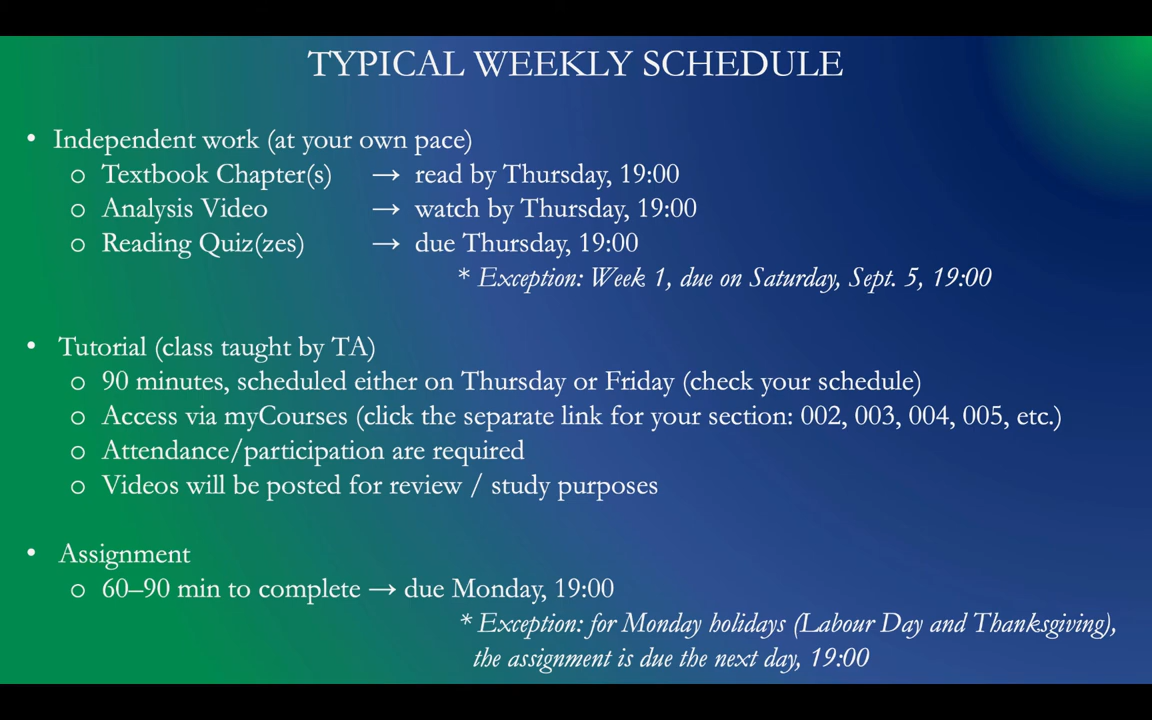 TYPICAL WEEKLY SCHEDULE
• Independent work (at your own pace)
o Textbook Chapter(s) → read by Thursday, 19:00
o Analysis Video → watch by Thursday, 19:00
o Reading Quiz(zes) → due Thursday, 19:00
* Exception: Week 1, due on Saturday, Sept. 5, 19:00
• Tutorial (class taught by TA)
o 90 minutes, scheduled either on Thursday or Friday (check your schedule)
o Access via myCourses (click the separate link for your section: 002, 003, 004, 005, etc.)
o Attendance/participation are required
o Videos will be posted for review / study purposes
• Assignment
o 60–90 min to complete → due Monday, 19:00
* Exception: for Monday holidays (Labour Day and Thanksgiving),
the assignment is due the next day, 19:00